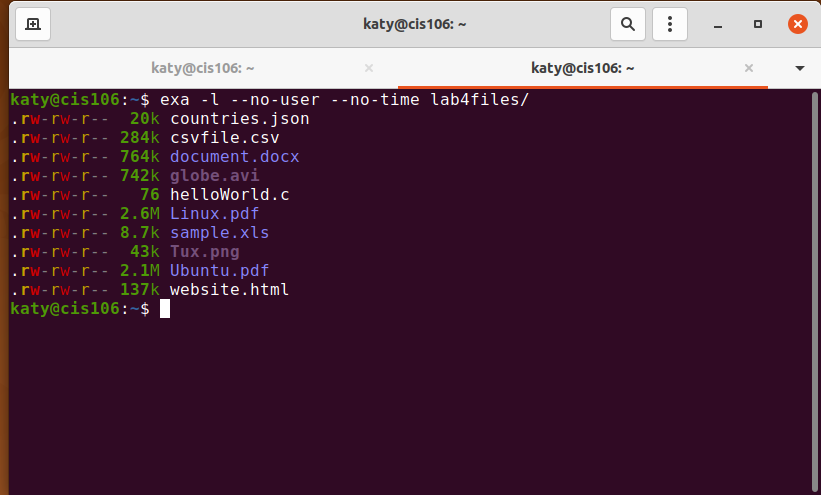 katy@cis106: ~
katy@cis106: ~ × katy@cis106: ~ ×
katy@cis106:~$ exa -l --no-user --no-time lab4files/
.rw-rw-r--  20k countries.json
.rw-rw-r-- 284k csvfile.csv
.rw-rw-r-- 764k document.docx
.rw-rw-r-- 742k globe.avi
.rw-rw-r--   76 helloWorld.c
.rw-rw-r-- 2.6M Linux.pdf
.rw-rw-r-- 8.7k sample.xls
.rw-rw-r--  43k Tux.png
.rw-rw-r-- 2.1M Ubuntu.pdf
.rw-rw-r-- 137k website.html
katy@cis106:~$